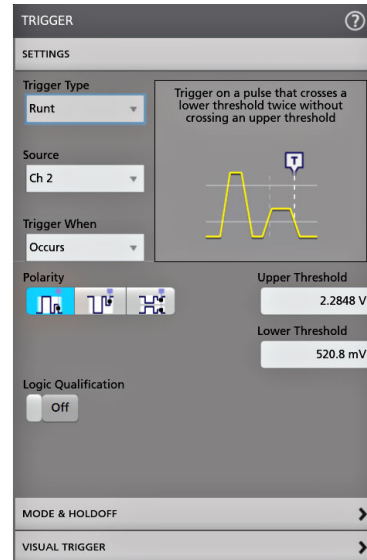 TRIGGER
?
SETTINGS
Trigger Type
Runt
Trigger on a pulse that crosses a
lower threshold twice without
crossing an upper threshold
T
Source
Ch 2
Trigger When
Occurs
Polarity
Upper Threshold
2.2848 V
Lower Threshold
520.8 mV
Logic Qualification
Off
MODE & HOLDOFF
VISUAL TRIGGER